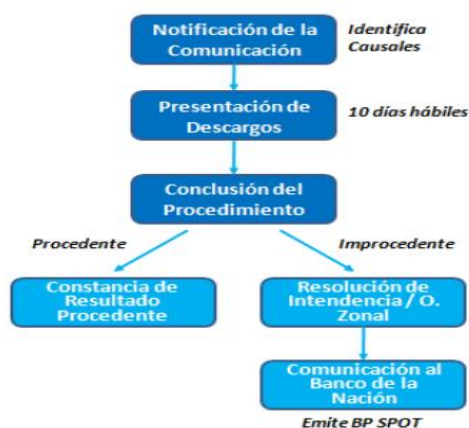 Notificación de la
Comunicación
Identifica
Causales
Presentación de
Descargos
10 días hábiles
Conclusión del
Procedimiento
Procedente
Improcedente
Constancia de
Resultado
Procedente
Resolución de
Intendencia / O.
Zonal
Comunicación al
Banco de la
Nación
Emite BP SPOT